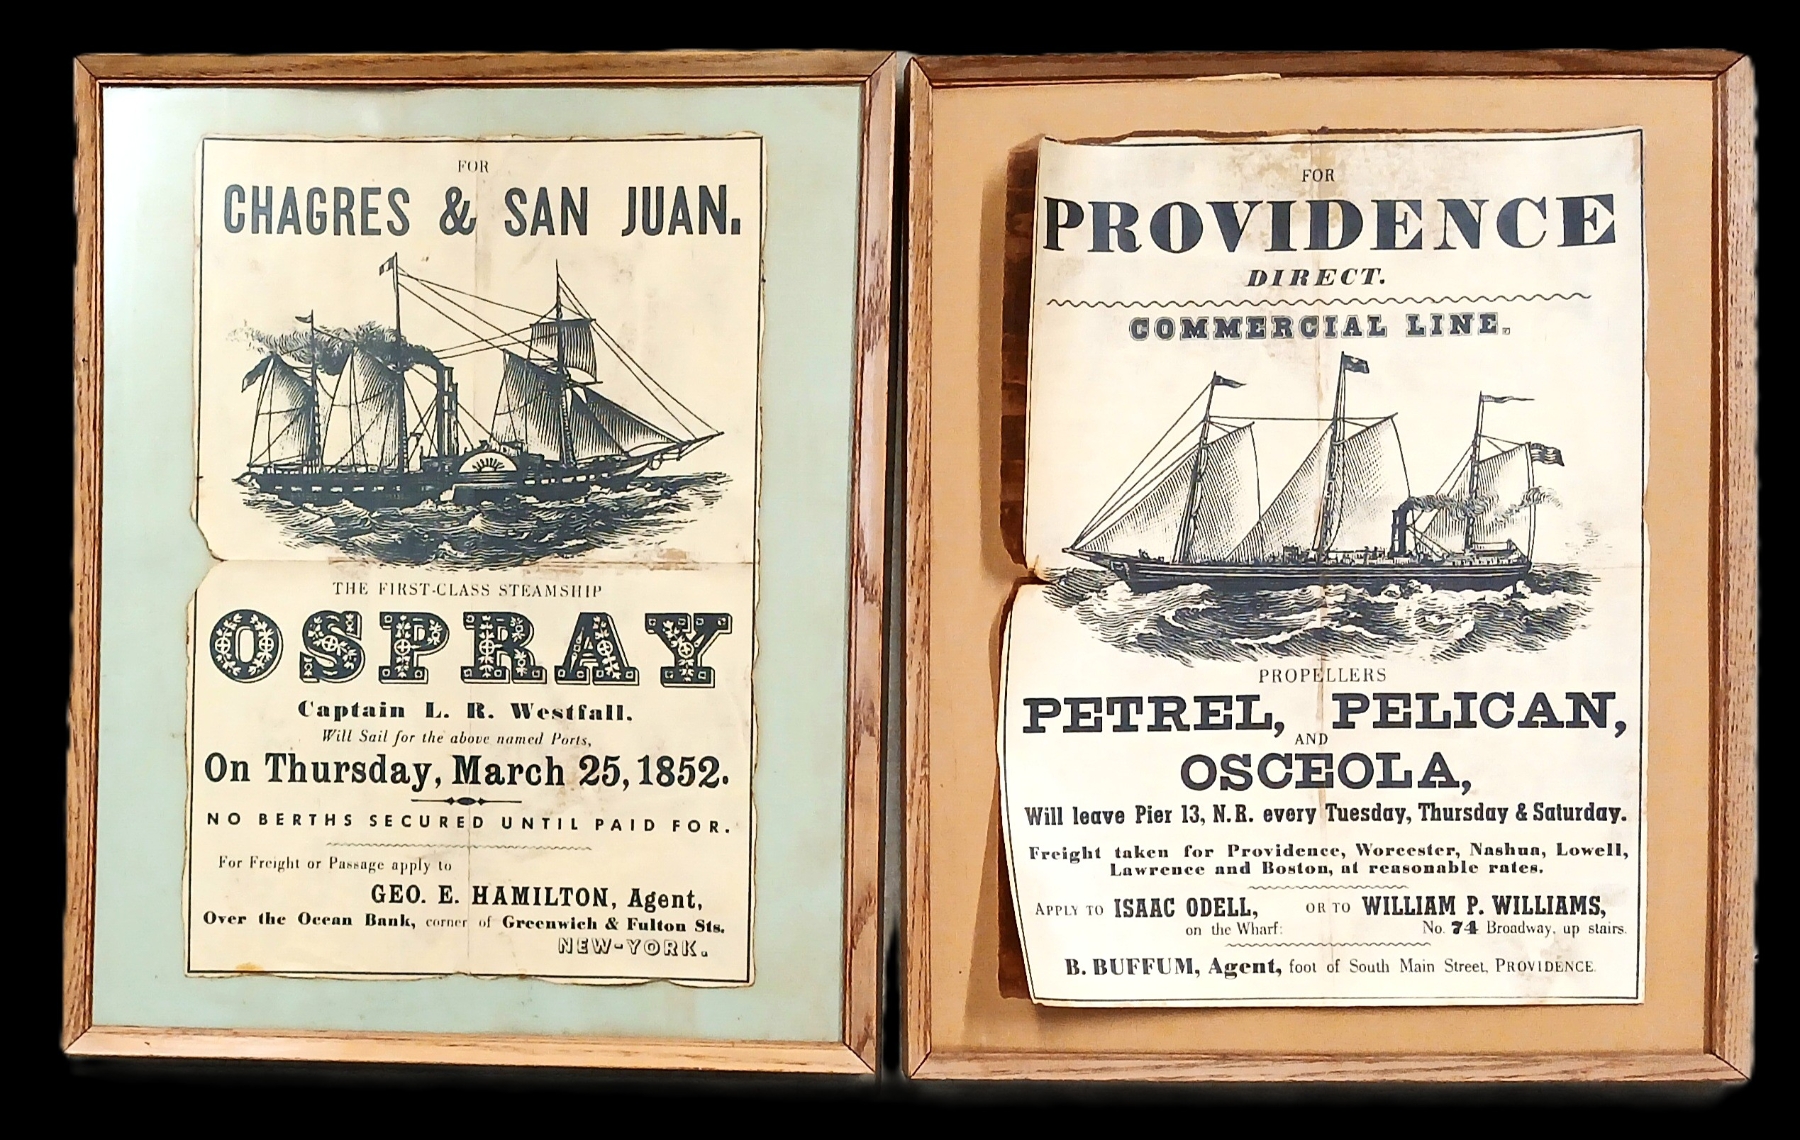 FOR
CHAGRES & SAN JUAN.
THE FIRST-CLASS STEAMSHIP
OSPRAY
Captain L. R. Westfall.
Will Sail for the above named Ports,
On Thursday, March 25, 1852.
NO BERTHS SECURED UNTIL PAID FOR.
For Freight or Passage apply to
GEO. E. HAMILTON, Agent,
Over the Ocean Bank, corner of Greenwich & Fulton Sts.
NEW-YORK.
FOR
PROVIDENCE
DIRECT.
COMMERCIAL LINE.
PROPELLERS
PETREL, PELICAN,
AND
OSCEOLA,
Will leave Pier 13, N.R. every Tuesday, Thursday & Saturday.
Freight taken for Providence, Worcester, Nashua, Lowell,
Lawrence and Boston, at reasonable rates.
APPLY TO ISAAC ODELL, OR TO WILLIAM P. WILLIAMS,
on the Wharf: No. 74 Broadway, up stairs.
B. BUFFUM, Agent, foot of South Main Street, PROVIDENCE.